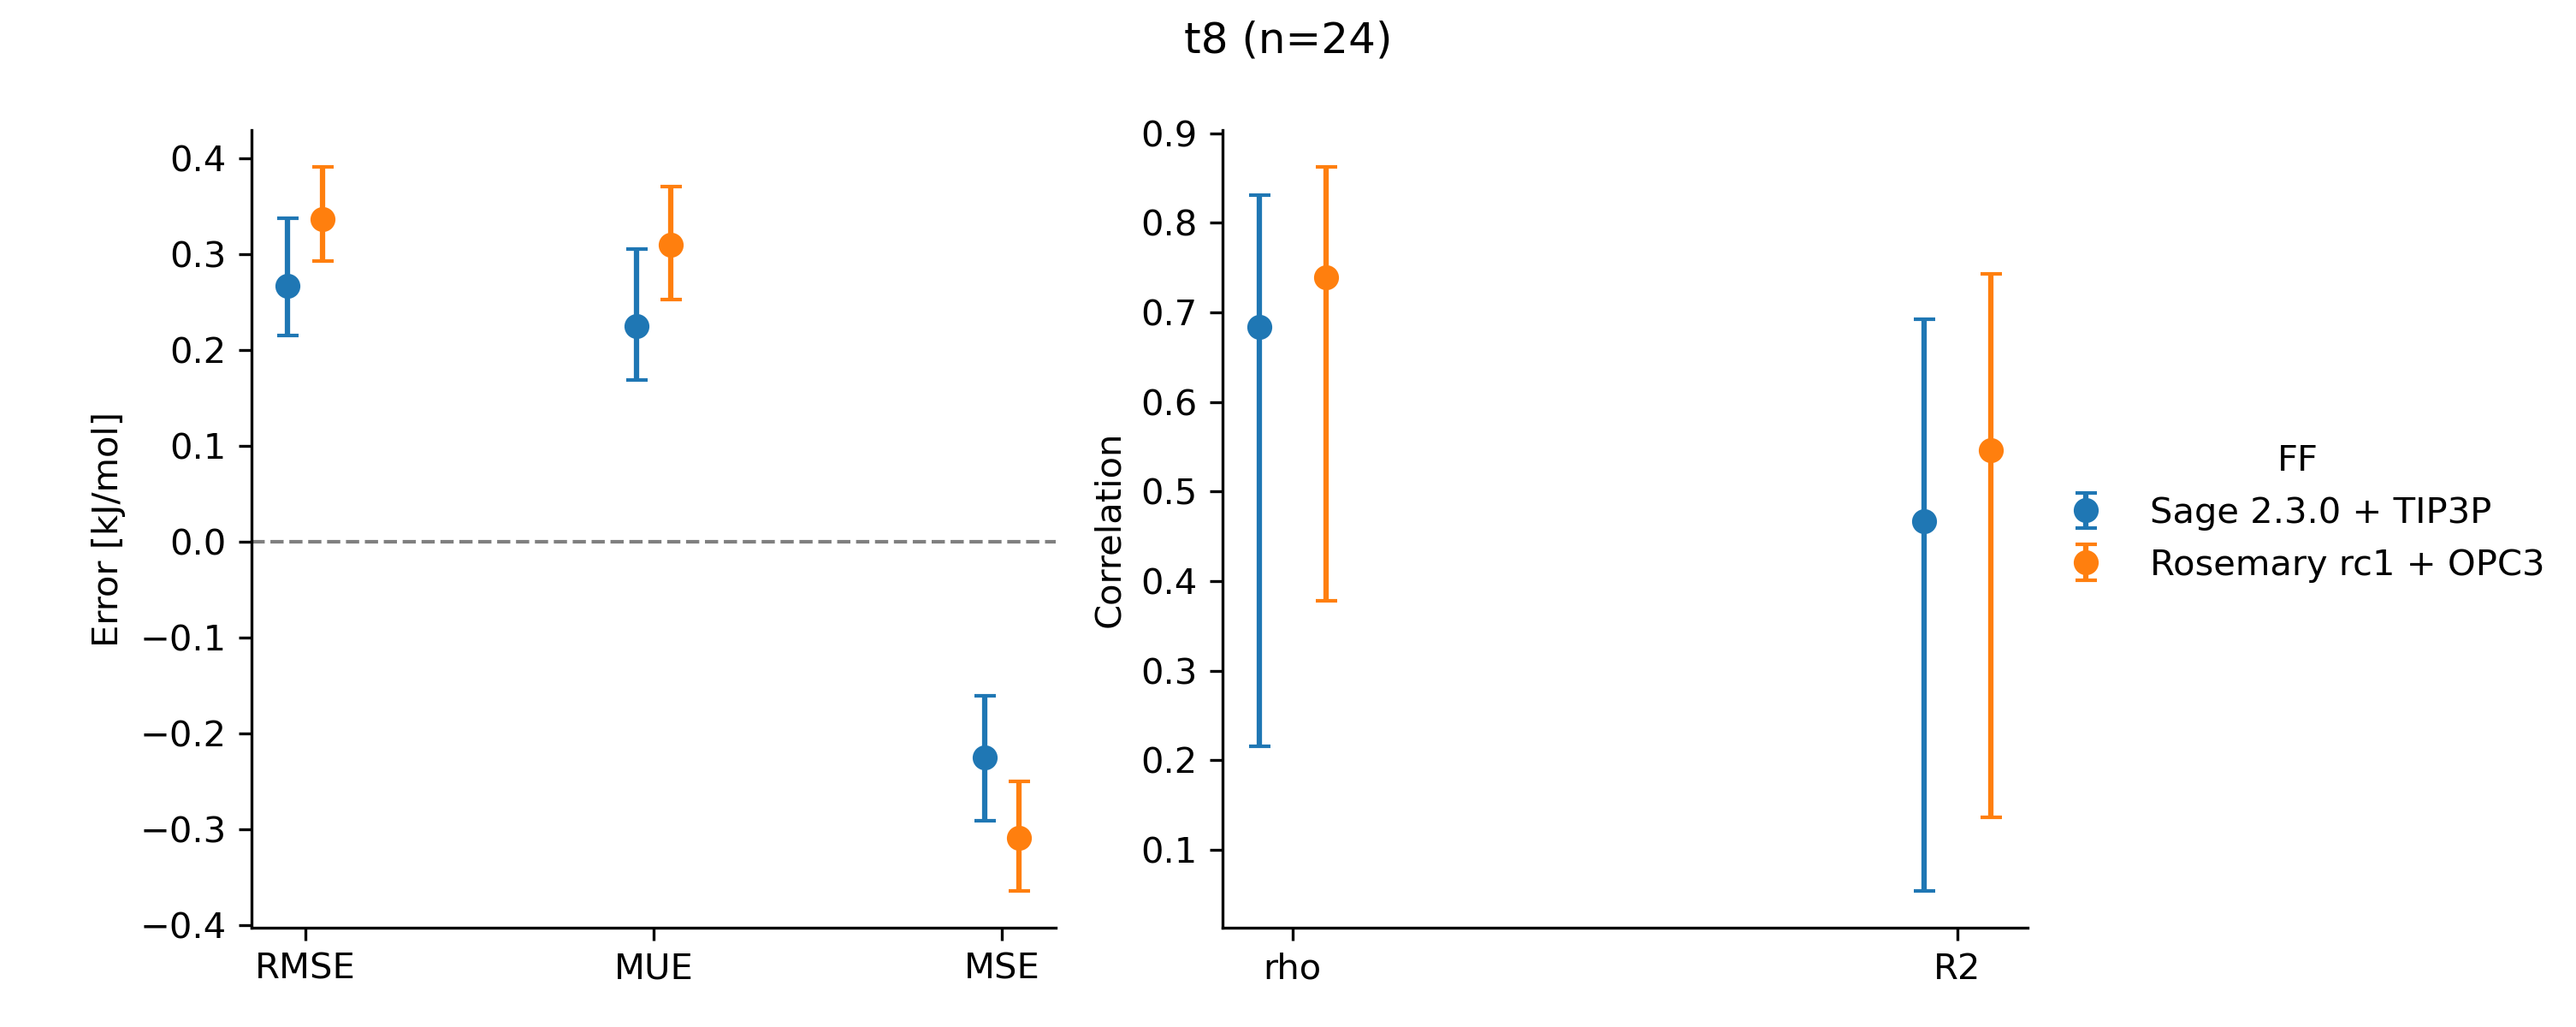 t8 (n=24)
Error [kJ/mol]
0.4
0.3
0.2
0.1
0.0
−0.1
−0.2
−0.3
−0.4
RMSE
MUE
MSE
Correlation
0.9
0.8
0.7
0.6
0.5
0.4
0.3
0.2
0.1
rho
R2
FF
Sage 2.3.0 + TIP3P
Rosemary rc1 + OPC3